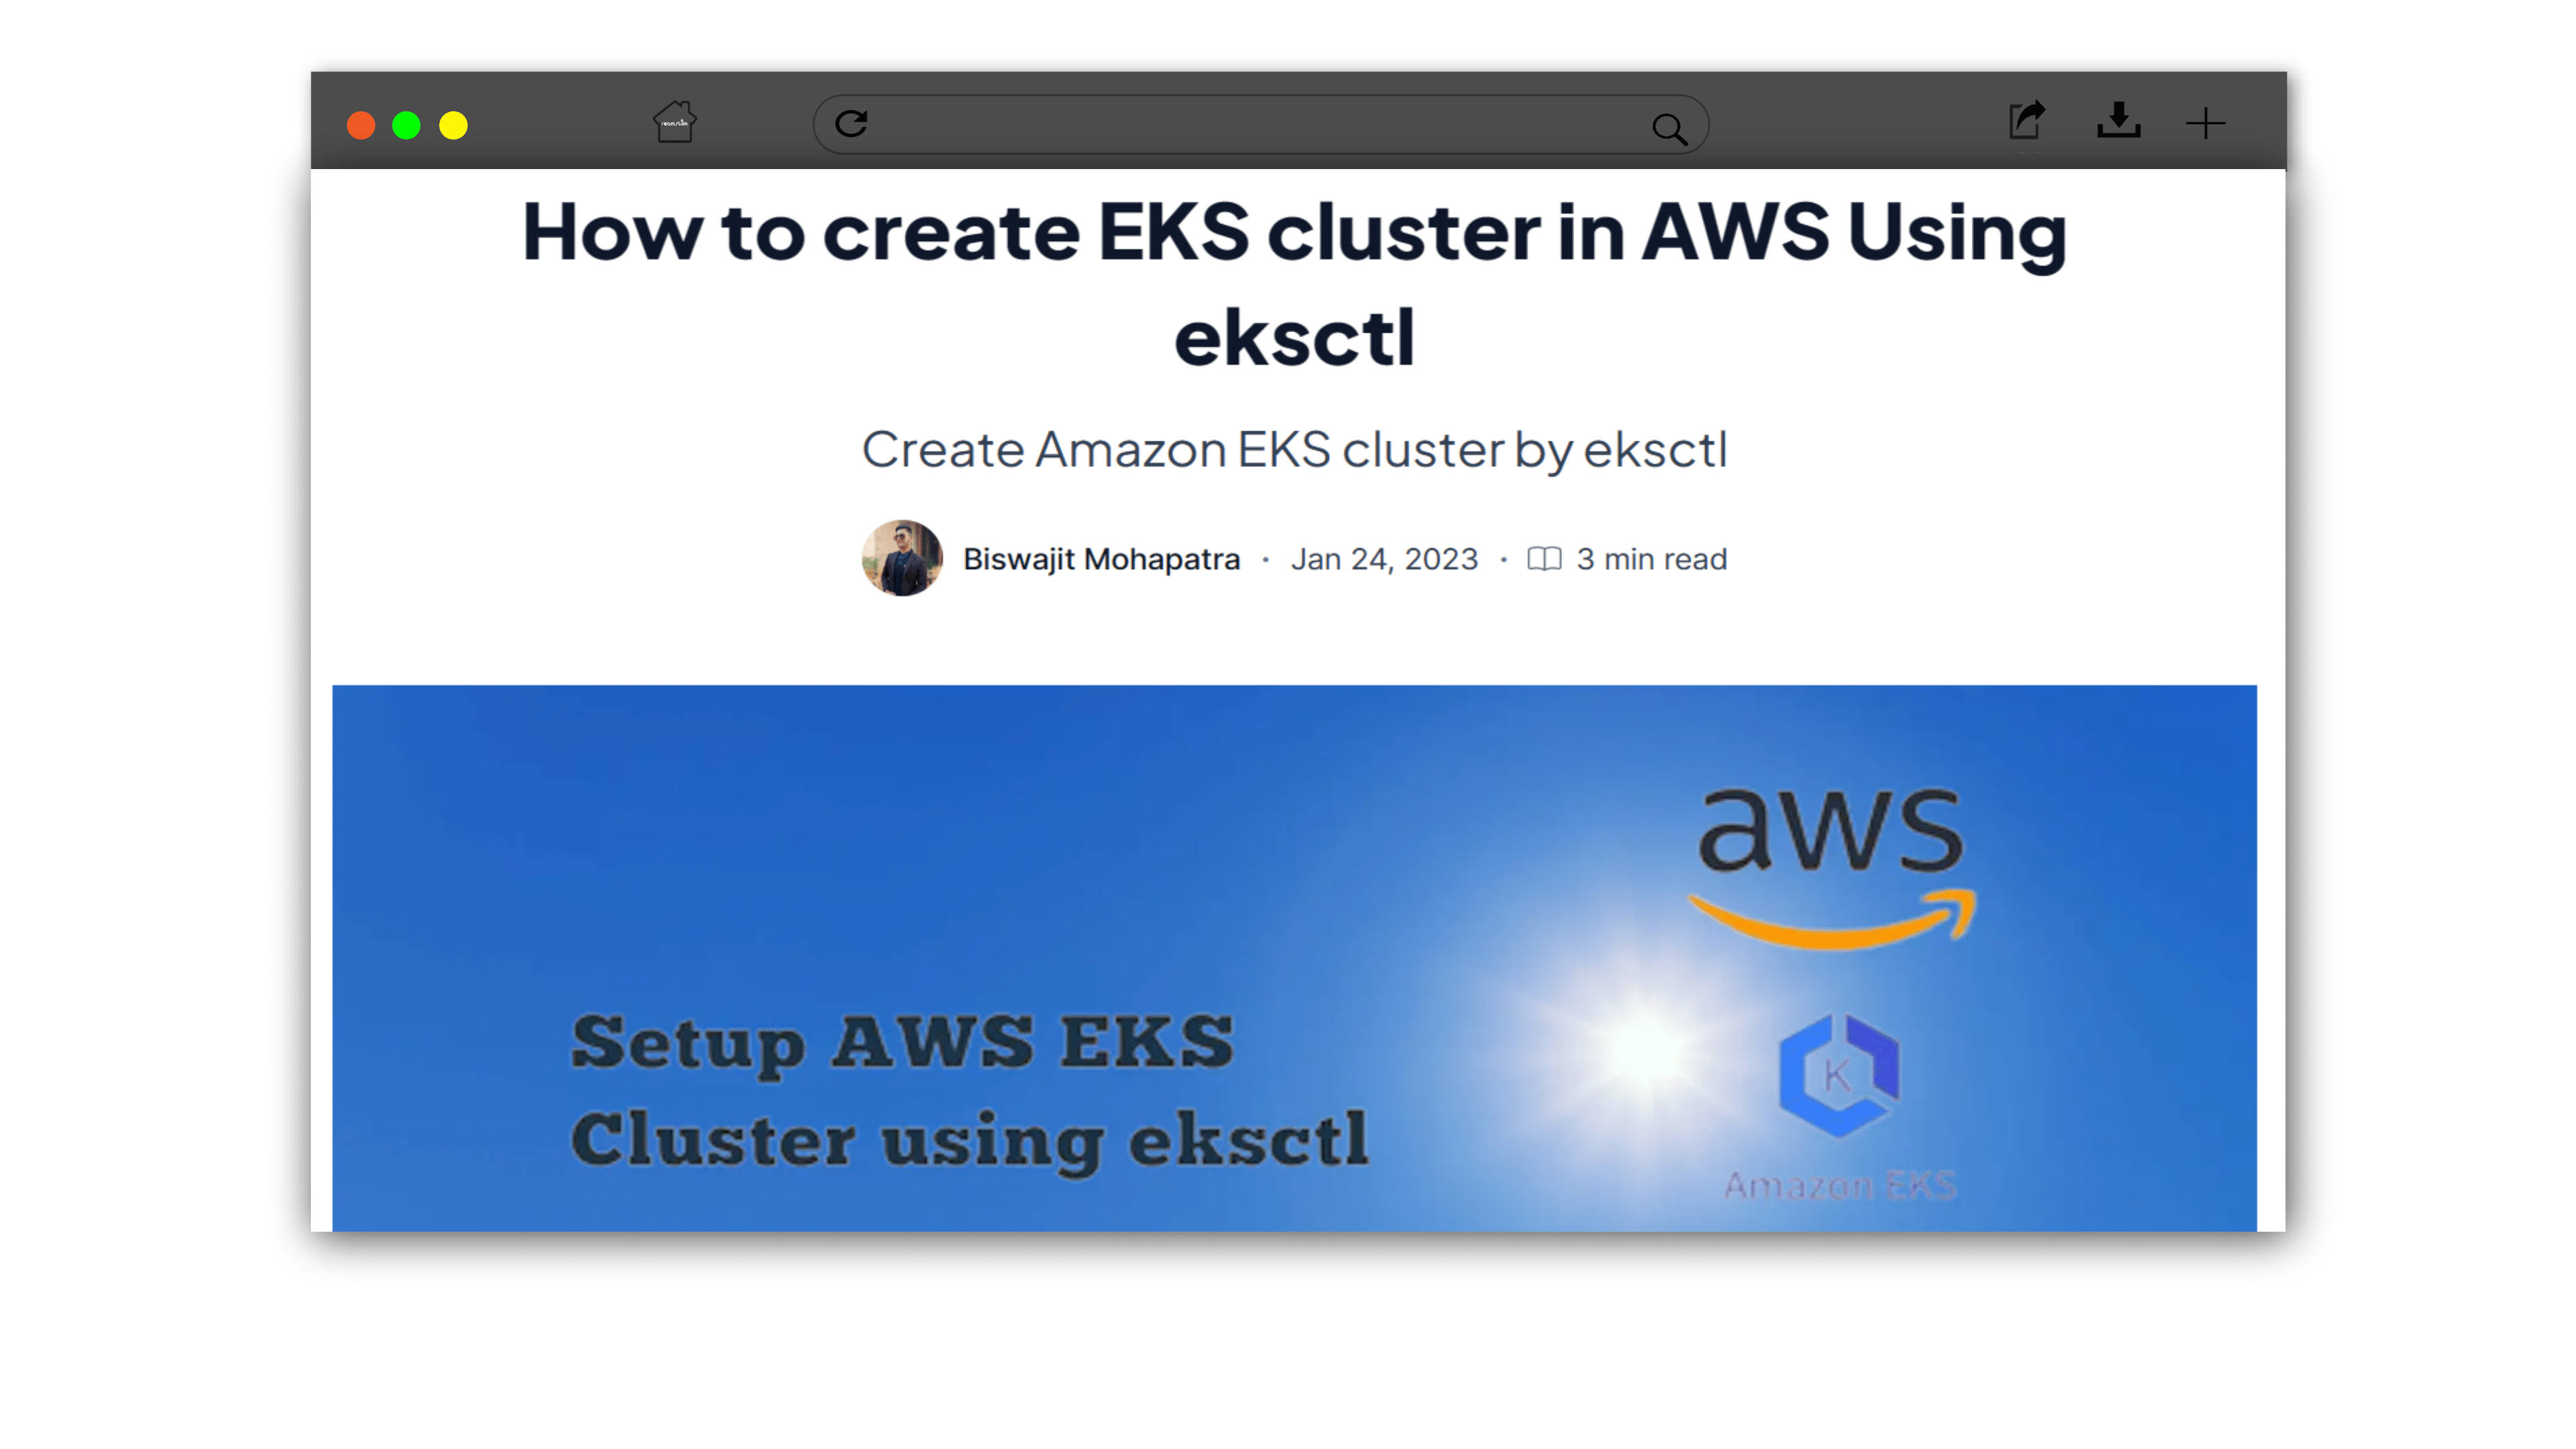 How to create EKS cluster in AWS Using
eksctl
Create Amazon EKS cluster by eksctl
Biswajit Mohapatra · Jan 24, 2023 · 3 min read
aws
Setup AWS EKS
Cluster using eksctl
K
Amazon EKS